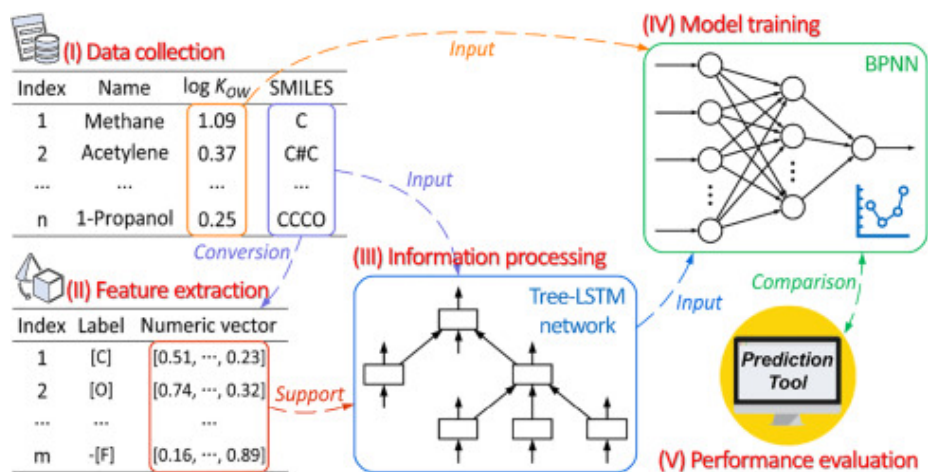 (I) Data collection
Index Name log K_OW SMILES
1 Methane 1.09 C
2 Acetylene 0.37 C#C
... ... ... ...
n 1-Propanol 0.25 CCCO
Input
Input
Conversion
(II) Feature extraction
Index Label Numeric vector
1 [C] [0.51, ···, 0.23]
2 [O] [0.74, ···, 0.32]
... ... ...
m -[F] [0.16, ···, 0.89]
Support
(III) Information processing
Tree-LSTM
network
Input
(IV) Model training
BPNN
Comparison
Prediction
Tool
(V) Performance evaluation